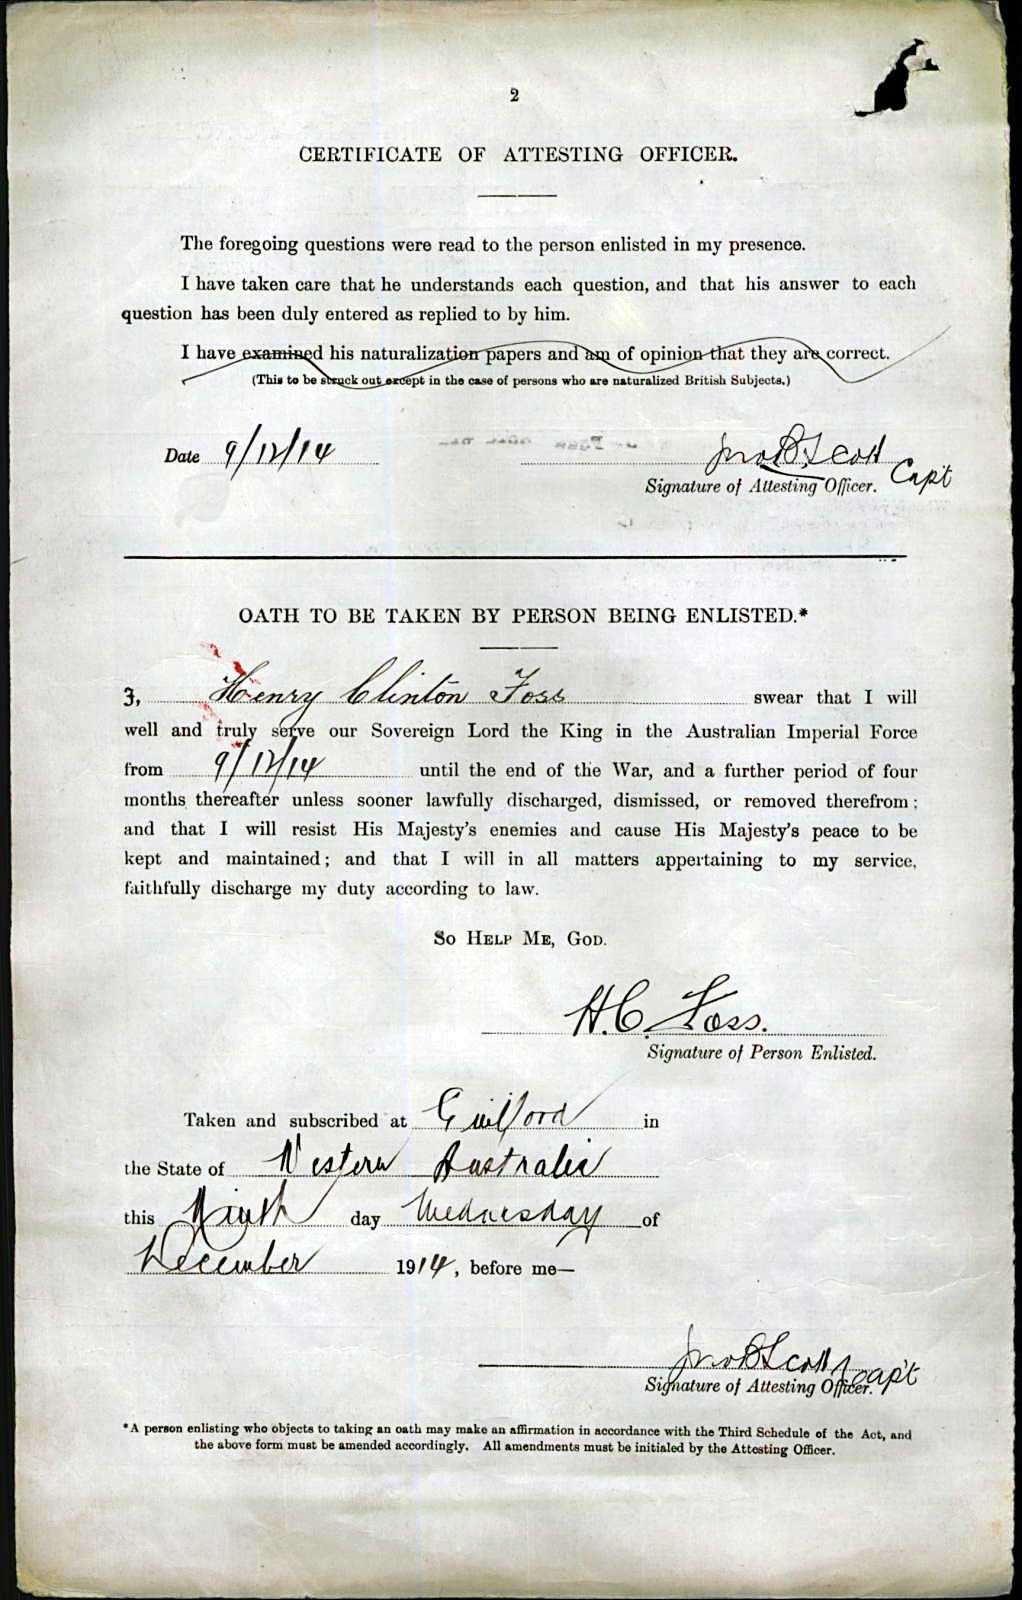 2
CERTIFICATE OF ATTESTING OFFICER.
The foregoing questions were read to the person enlisted in my presence.
I have taken care that he understands each question, and that his answer to each
question has been duly entered as replied to by him.
I have examined his naturalization papers and am of opinion that they are correct.
(This to be struck out except in the case of persons who are naturalized British Subjects.)
Date 9/12/14 Jno B Scott Capt
Signature of Attesting Officer.
OATH TO BE TAKEN BY PERSON BEING ENLISTED.*
I, Henry Clinton Foss swear that I will
well and truly serve our Sovereign Lord the King in the Australian Imperial Force
from 9/12/14 until the end of the War, and a further period of four
months thereafter unless sooner lawfully discharged, dismissed, or removed therefrom;
and that I will resist His Majesty's enemies and cause His Majesty's peace to be
kept and maintained; and that I will in all matters appertaining to my service,
faithfully discharge my duty according to law.
So Help Me, God.
H.C. Foss.
Signature of Person Enlisted.
Taken and subscribed at Guilford in
the State of Western Australia
this Ninth day Wednesday of
December 1914, before me—
Jno B Scott Capt
Signature of Attesting Officer.
*A person enlisting who objects to taking an oath may make an affirmation in accordance with the Third Schedule of the Act, and
the above form must be amended accordingly. All amendments must be initialed by the Attesting Officer.